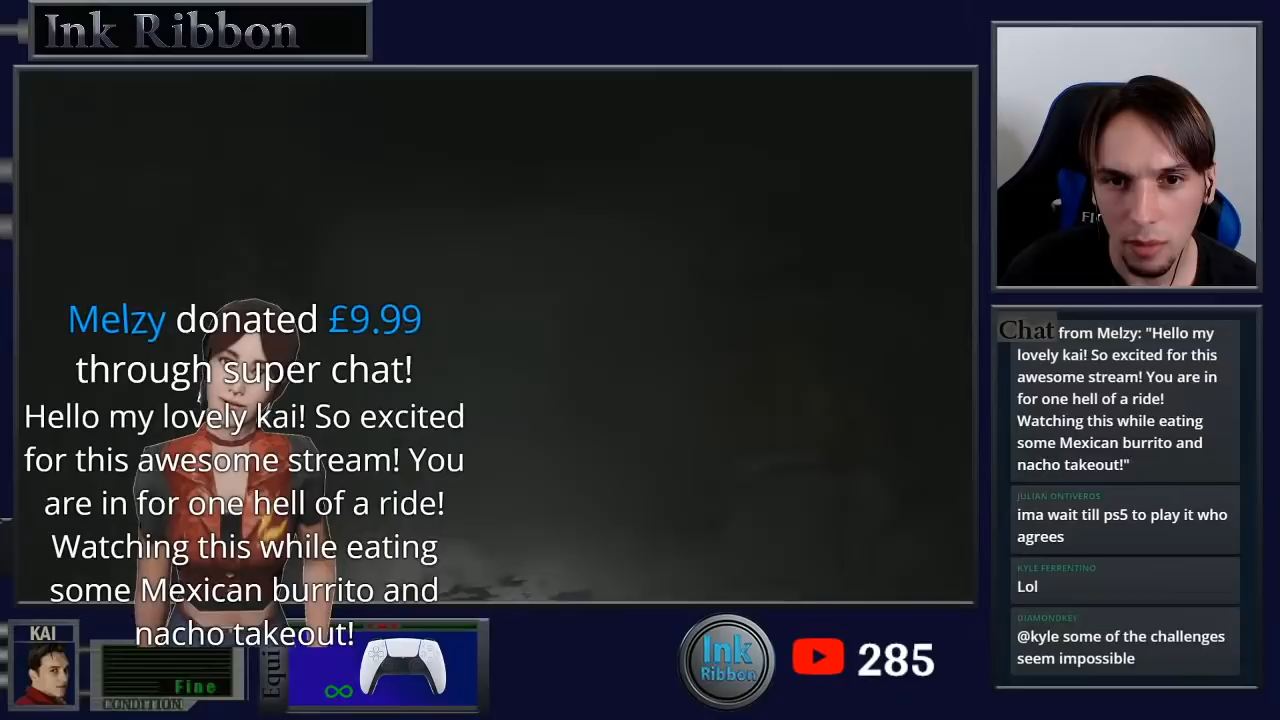 Ink Ribbon
Melzy donated £9.99
through super chat!
Hello my lovely kai! So excited
for this awesome stream! You
are in for one hell of a ride!
Watching this while eating
some Mexican burrito and
nacho takeout!
KAI
Fine
CONDITION
Equi
Ink
Ribbon
285
Chat
from Melzy: "Hello my
lovely kai! So excited for this
awesome stream! You are in
for one hell of a ride!
Watching this while eating
some Mexican burrito and
nacho takeout!"
JULIAN ONTIVEROS
ima wait till ps5 to play it who
agrees
KYLE FERRENTINO
Lol
DIAMONDKEY
@kyle some of the challenges
seem impossible